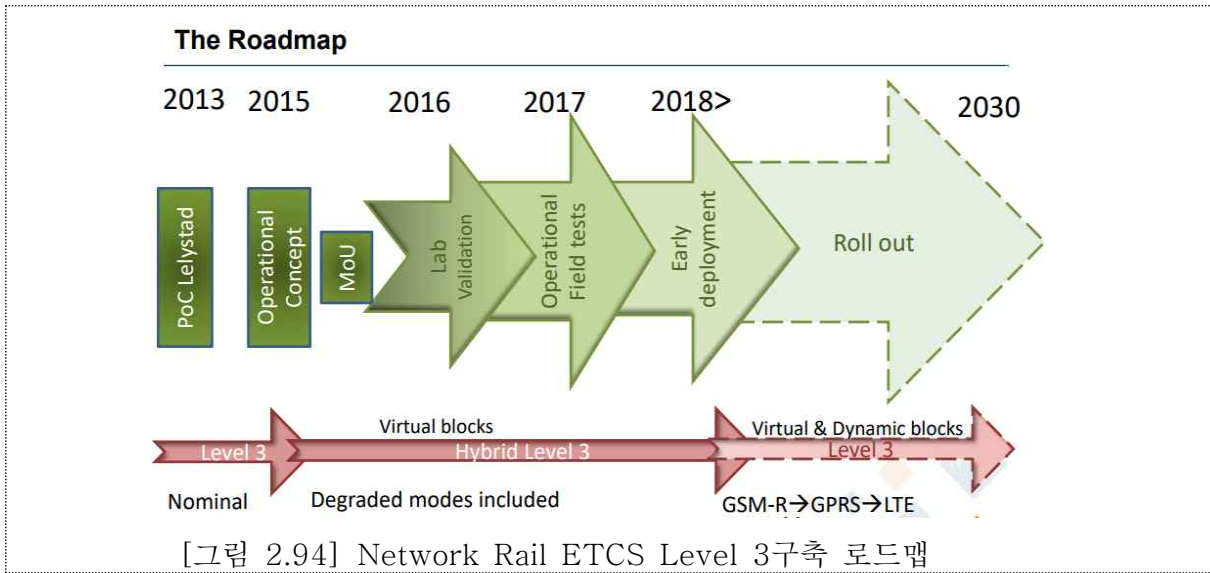 The Roadmap
2013 2015 2016 2017 2018> 2030
PoC Lelystad
Operational
Concept
MoU
Lab
Validation
Operational
Field tests
Early
deployment
Roll out
Virtual blocks
Virtual & Dynamic blocks
Level 3
Hybrid Level 3
Level 3
Nominal
Degraded modes included
GSM-R→GPRS→LTE
[그림 2.94] Network Rail ETCS Level 3구축 로드맵